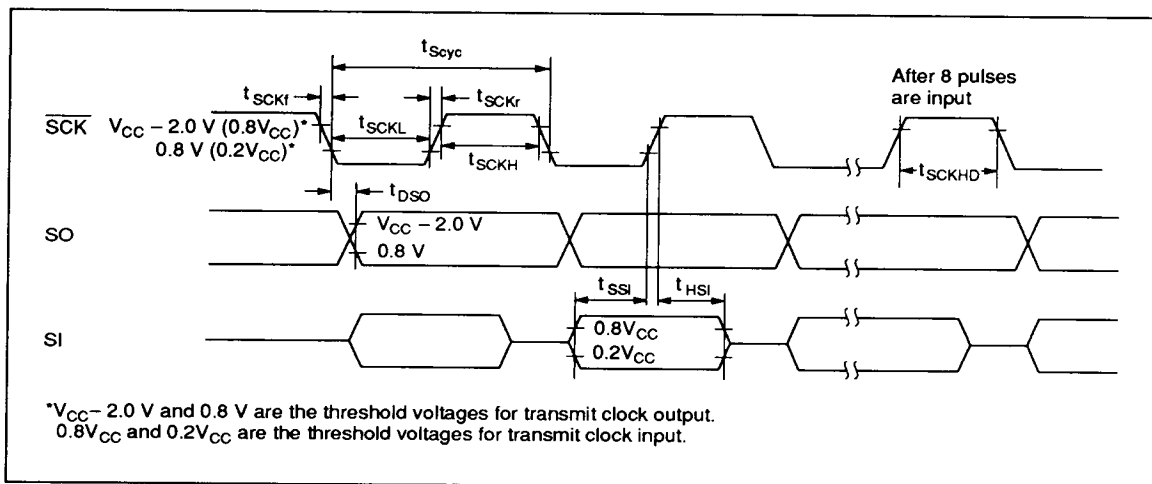 tScyc
After 8 pulses
are input
tSCKf
tSCKr
SCK VCC – 2.0 V (0.8VCC)*
0.8 V (0.2VCC)*
tSCKL
tSCKH
tSCKHD
tDSO
SO
VCC – 2.0 V
0.8 V
tSSI
tHSI
SI
0.8VCC
0.2VCC
*VCC– 2.0 V and 0.8 V are the threshold voltages for transmit clock output.
0.8VCC and 0.2VCC are the threshold voltages for transmit clock input.